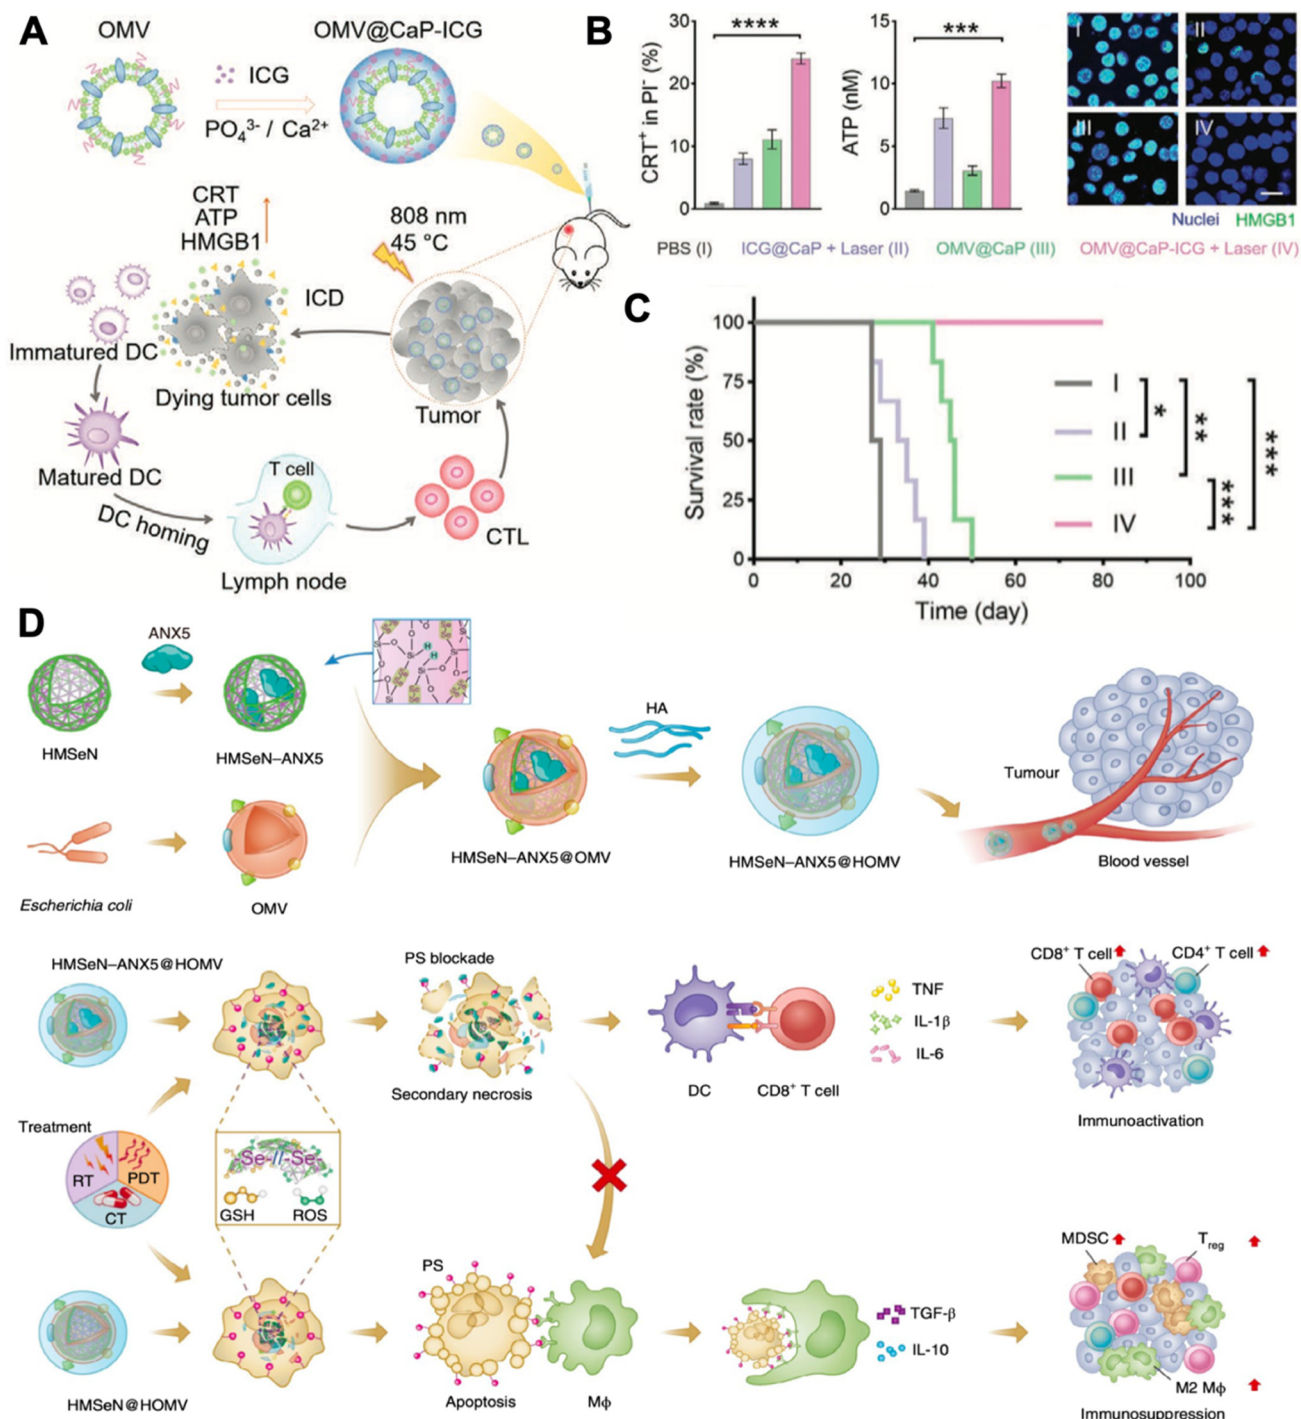 A
OMV
OMV@CaP-ICG
ICG
PO₄³⁻ / Ca²⁺
CRT
ATP
HMGB1
808 nm
45 °C
ICD
Immatured DC
Dying tumor cells
Tumor
Matured DC
T cell
DC homing
CTL
Lymph node
B
CRT⁺ in PI⁻ (%)
30
20
10
0
****
ATP (nM)
15
10
5
0
***
I
II
III
IV
Nuclei HMGB1
PBS (I)
ICG@CaP + Laser (II)
OMV@CaP (III)
OMV@CaP-ICG + Laser (IV)
C
Survival rate (%)
100
75
50
25
0
0 20 40 60 80 100
Time (day)
I
II
III
IV
*
**
***
***
D
ANX5
HMSeN
HMSeN–ANX5
Si
O
Se
H
H
HA
Escherichia coli
OMV
HMSeN–ANX5@OMV
HMSeN–ANX5@HOMV
Tumour
Blood vessel
HMSeN–ANX5@HOMV
PS blockade
Secondary necrosis
DC
CD8⁺ T cell
TNF
IL-1β
IL-6
CD8⁺ T cell
CD4⁺ T cell
Immunoactivation
Treatment
RT
PDT
CT
-Se-//-Se-
GSH
ROS
HMSeN@HOMV
PS
Apoptosis
Mϕ
TGF-β
IL-10
MDSC
Treg
M2 Mϕ
Immunosuppression